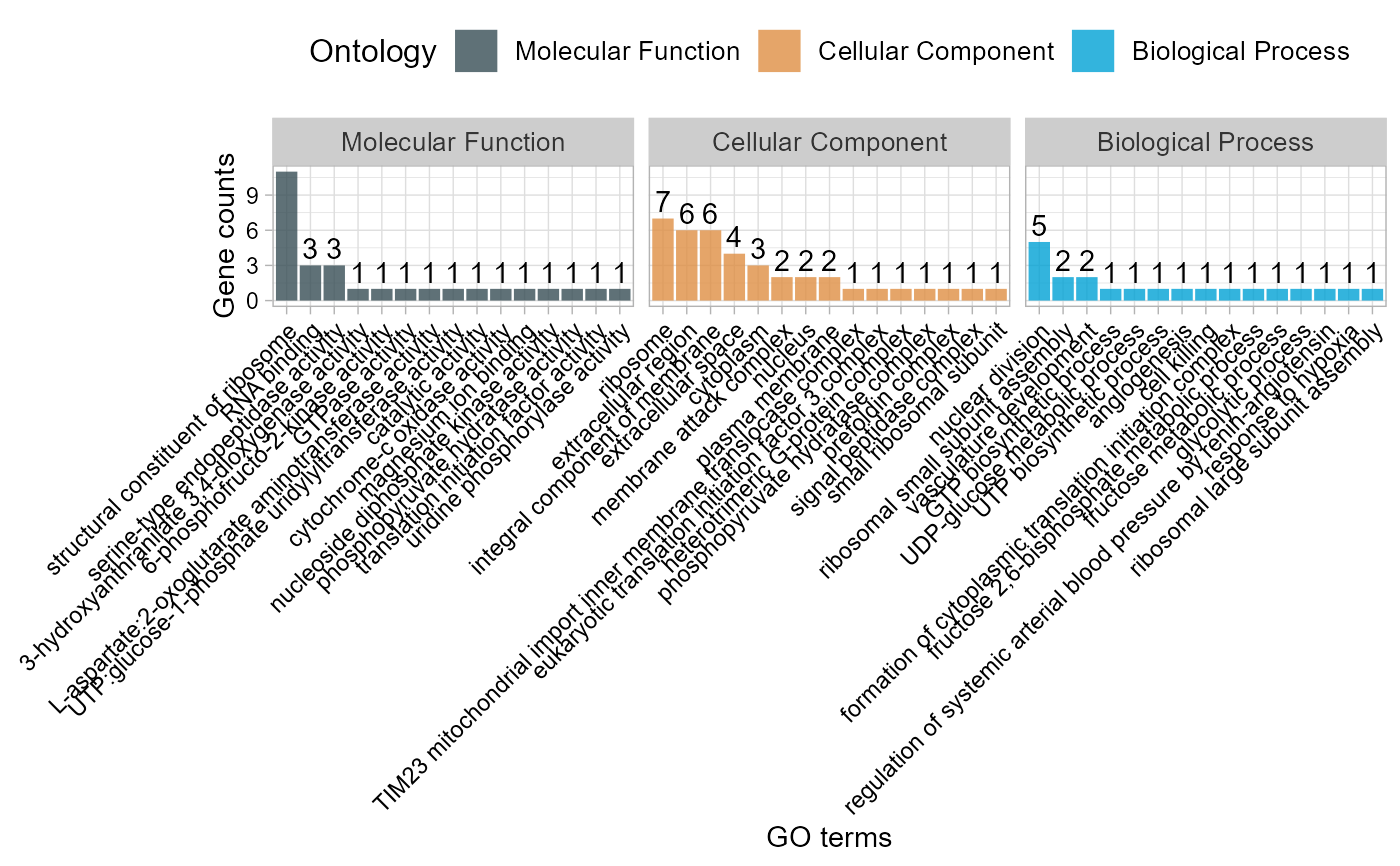 Ontology Molecular Function Cellular Component Biological Process
Molecular Function Cellular Component Biological Process
Gene counts
9
6
3
0
3 3 1 1 1 1 1 1 1 1 1 1 1 1
7 6 6 4 3 2 2 2 1 1 1 1 1 1 1
5 2 2 1 1 1 1 1 1 1 1 1 1 1 1
structural constituent of ribosome
RNA binding
serine-type endopeptidase activity
3-hydroxyanthranilate 3,4-dioxygenase activity
6-phosphofructo-2-kinase activity
GTPase activity
L-aspartate:2-oxoglutarate aminotransferase activity
UTP:glucose-1-phosphate uridylyltransferase activity
catalytic activity
cytochrome-c oxidase activity
magnesium ion binding
nucleoside diphosphate kinase activity
phosphopyruvate hydratase activity
translation initiation factor activity
uridine phosphorylase activity
ribosome
extracellular region
integral component of membrane
extracellular space
cytoplasm
membrane attack complex
nucleus
plasma membrane
TIM23 mitochondrial import inner membrane translocase complex
eukaryotic translation initiation factor 3 complex
heterotrimeric G-protein complex
phosphopyruvate hydratase complex
prefoldin complex
signal peptidase complex
small ribosomal subunit
nuclear division
ribosomal small subunit assembly
vasculature development
GTP biosynthetic process
UDP-glucose metabolic process
UTP biosynthetic process
angiogenesis
cell killing
formation of cytoplasmic translation initiation complex
fructose 2,6-bisphosphate metabolic process
fucose metabolic process
glycolytic process
regulation of systemic arterial blood pressure by renin-angiotensin
response to hypoxia
ribosomal large subunit assembly
GO terms